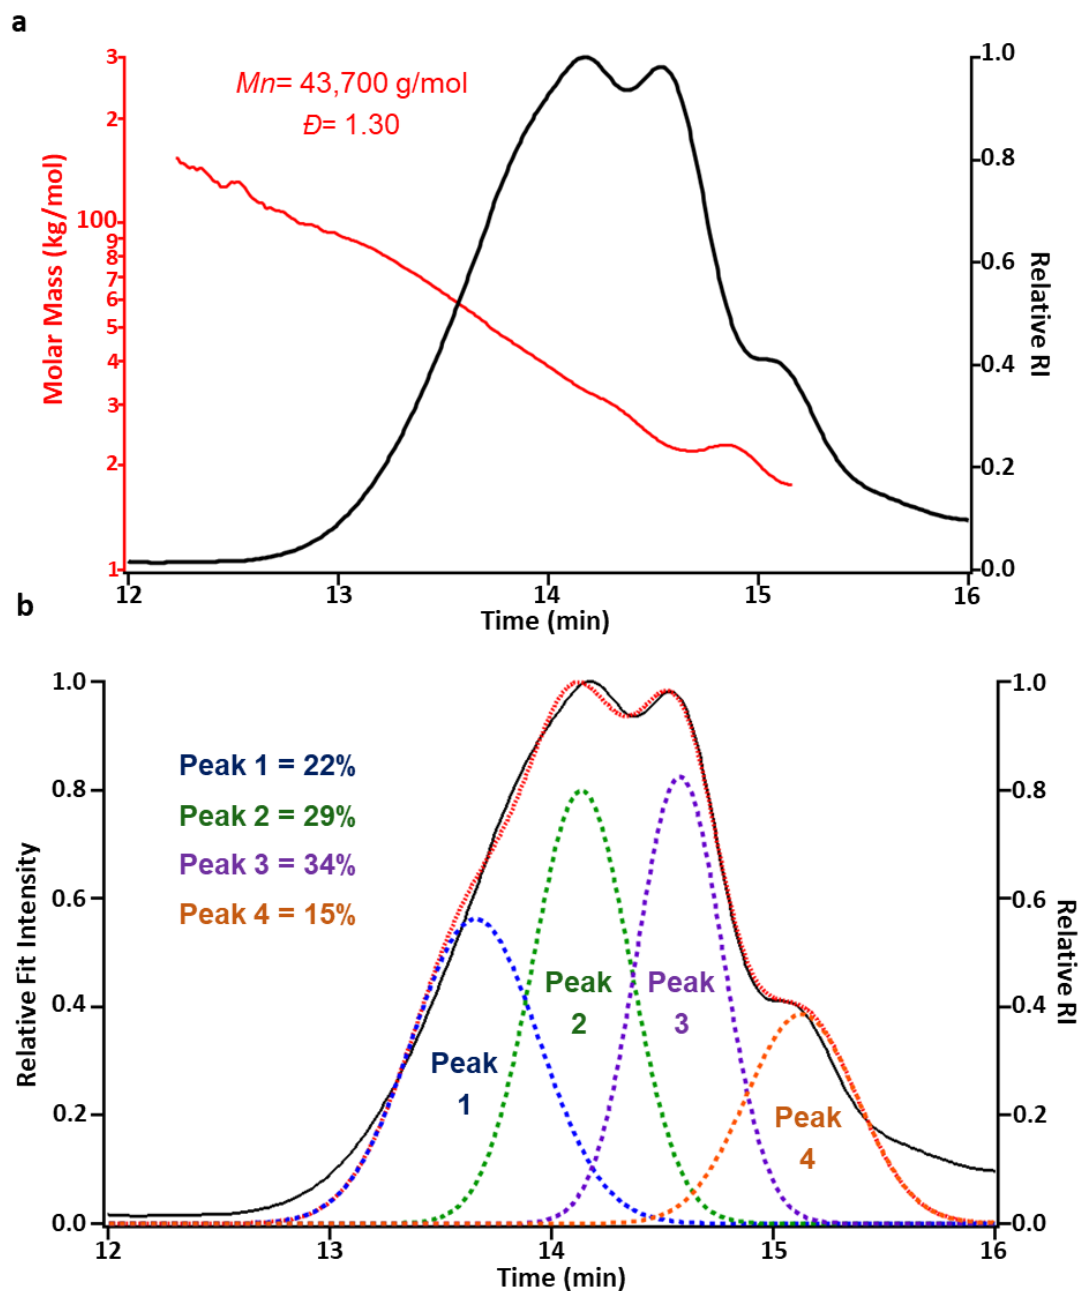 a
Mn= 43,700 g/mol
Đ= 1.30
Molar Mass (kg/mol)
3
2
100
9
8
7
6
5
4
3
2
1
1.0
0.8
0.6
0.4
0.2
0.0
Relative RI
12 13 14 15 16
Time (min)
b
Peak 1 = 22%
Peak 2 = 29%
Peak 3 = 34%
Peak 4 = 15%
Relative Fit Intensity
1.0
0.8
0.6
0.4
0.2
0.0
Peak
1
Peak
2
Peak
3
Peak
4
1.0
0.8
0.6
0.4
0.2
0.0
Relative RI
12 13 14 15 16
Time (min)